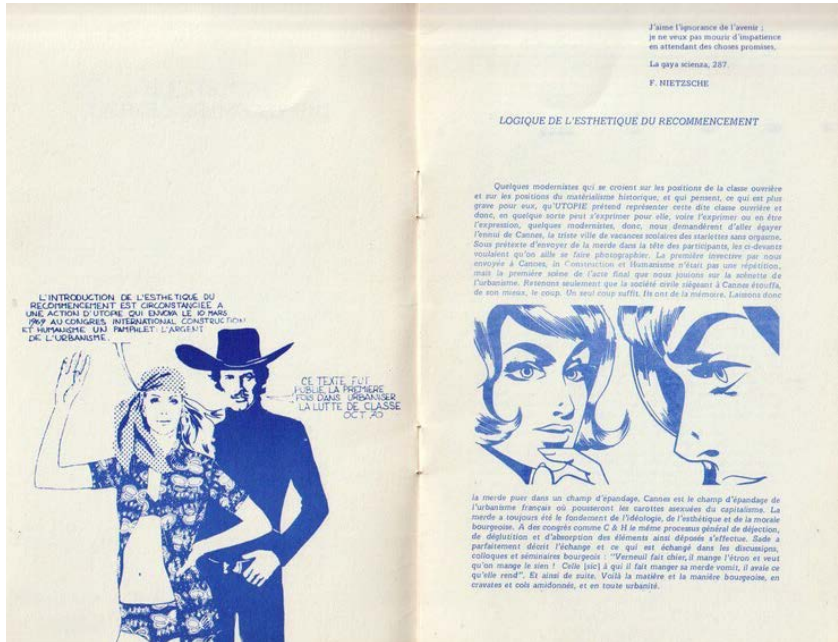 L'INTRODUCTION DE L'ESTHETIQUE DU
RECOMMENCEMENT EST CIRCONSTANCIEE A
UNE ACTION D'UTOPIE QUI ENVOYA LE 10 MARS
1969 AU CONGRES INTERNATIONAL CONSTRUCTION
ET HUMANISME UN PAMPHLET: L'ARGENT
DE L'URBANISME.
CE TEXTE FUT
PUBLIE LA PREMIERE
FOIS DANS URBANISER
LA LUTTE DE CLASSE
OCT. 70
J'aime l'ignorance de l'avenir ;
je ne veux pas mourir d'impatience
en attendant des choses promises.
La gaya scienza, 287.
F. NIETZSCHE
LOGIQUE DE L'ESTHETIQUE DU RECOMMENCEMENT
Quelques modernistes qui se croient sur les positions de la classe ouvrière
et sur les positions du matérialisme historique, et qui pensent, ce qui est plus
grave pour eux, qu'UTOPIE prétend représenter cette dite classe ouvrière et
donc, en quelque sorte peut s'exprimer pour elle, voire l'exprimer ou en être
l'expression, quelques modernistes, donc, nous demandèrent d'aller égayer
l'ennui de Cannes, la triste ville de vacances scolaires des starlettes sans orgasme.
Sous prétexte d'envoyer de la merde dans la tête des participants, les ci-devants
voulaient qu'on aille se faire photographier. La première invective par nous
envoyée à Cannes, in Construction et Humanisme n'était pas une répétition,
mais la première scène de l'acte final que nous jouions sur la scénette de
l'urbanisme. Retenons seulement que la société civile siégeant à Cannes étouffa,
de son mieux, le coup. Un seul coup suffit. Ils ont de la mémoire. Laissons donc
la merde puer dans un champ d'épandage. Cannes est le champ d'épandage de
l'urbanisme français où pousseront les carottes asexuées du capitalisme. La
merde a toujours été le fondement de l'idéologie, de l'esthétique et de la morale
bourgeoise. A des congrès comme C & H le même processus général de déjection,
de déglutition et d'absorption des éléments ainsi déposés s'effectue. Sade a
parfaitement décrit l'échange et ce qui est échangé dans les discussions,
colloques et séminaires bourgeois : "Verneuil fait chier, il mange l'étron et veut
qu'on mange le sien ! Celle [sic] à qui il fait manger sa merde vomit, il avale ce
qu'elle rend". Et ainsi de suite. Voilà la matière et la manière bourgeoise, en
cravates et cols amidonnés, et en toute urbanité.